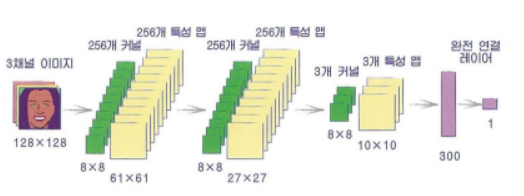 256개 특성 맵
256개 커널
256개 특성 맵
256개 커널
3채널 이미지
3개 커널
3개 특성 맵
완전 연결
레이어
128×128
8×8
61×61
8×8
27×27
8×8
10×10
300
1